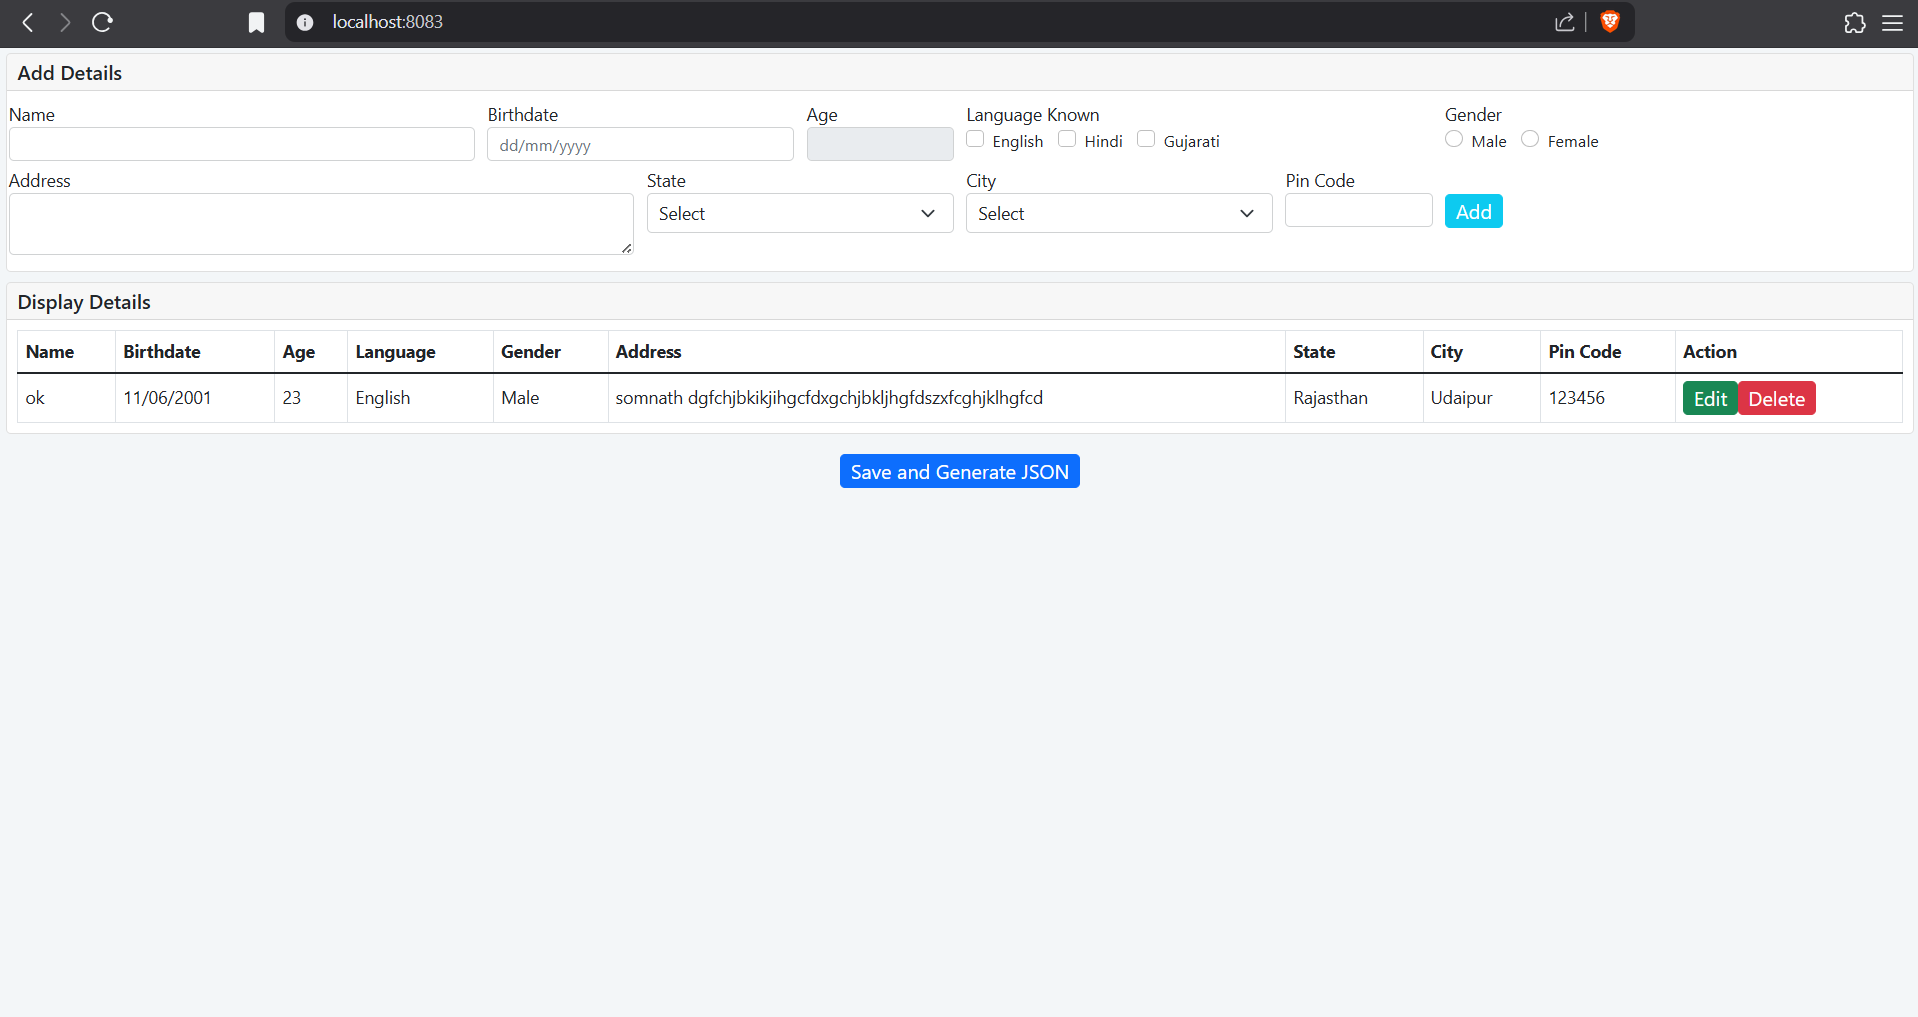 localhost:8083
Add Details
Name Birthdate Age Language Known Gender
dd/mm/yyyy English Hindi Gujarati Male Female
Address State City Pin Code
Select Select Add
Display Details
Name Birthdate Age Language Gender Address State City Pin Code Action
ok 11/06/2001 23 English Male somnath dgfchjbkikjihgcfdxgchjbkljhgfdszxfcghjklhgfcd Rajasthan Udaipur 123456 Edit Delete
Save and Generate JSON